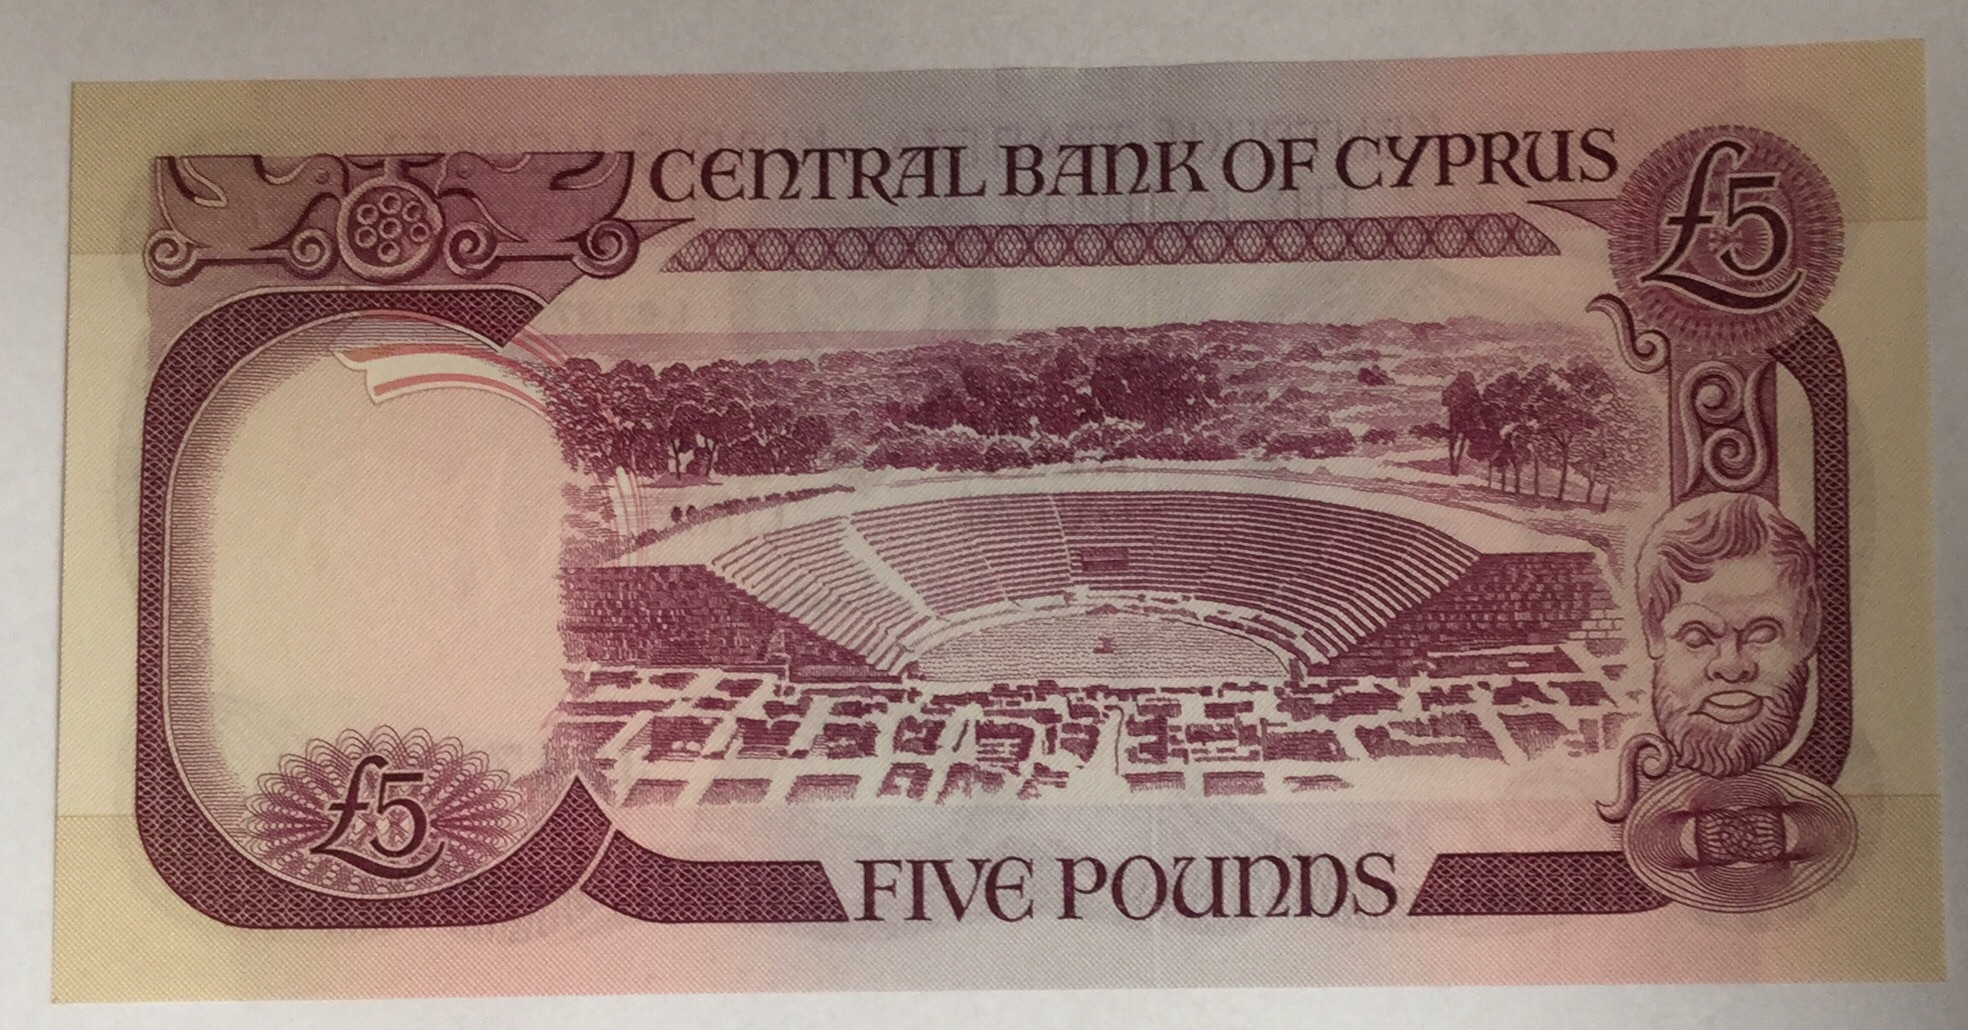 CENTRAL BANK OF CYPRUS
£5
£5
FIVE POUNDS